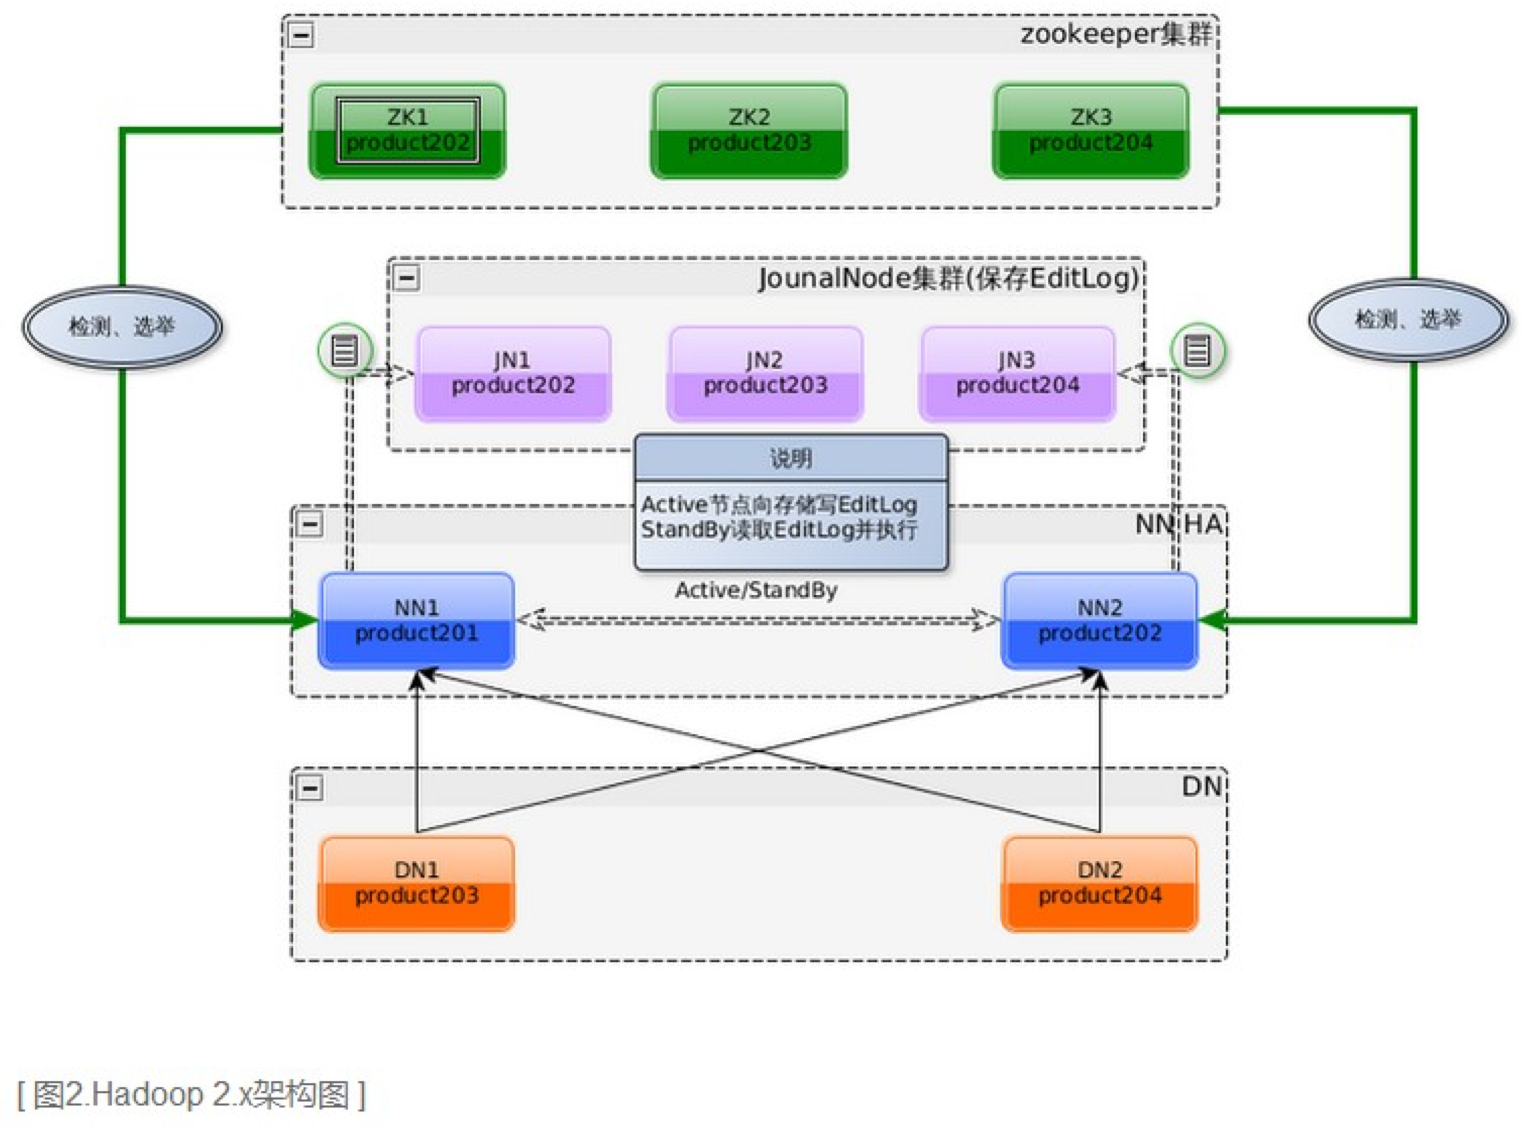 zookeeper集群
ZK1
product202
ZK2
product203
ZK3
product204
检测、选举
JounalNode集群(保存EditLog)
检测、选举
JN1
product202
JN2
product203
JN3
product204
说明
Active节点向存储写EditLog
StandBy读取EditLog并执行
NN HA
Active/StandBy
NN1
product201
NN2
product202
DN
DN1
product203
DN2
product204
[ 图2.Hadoop 2.x架构图 ]